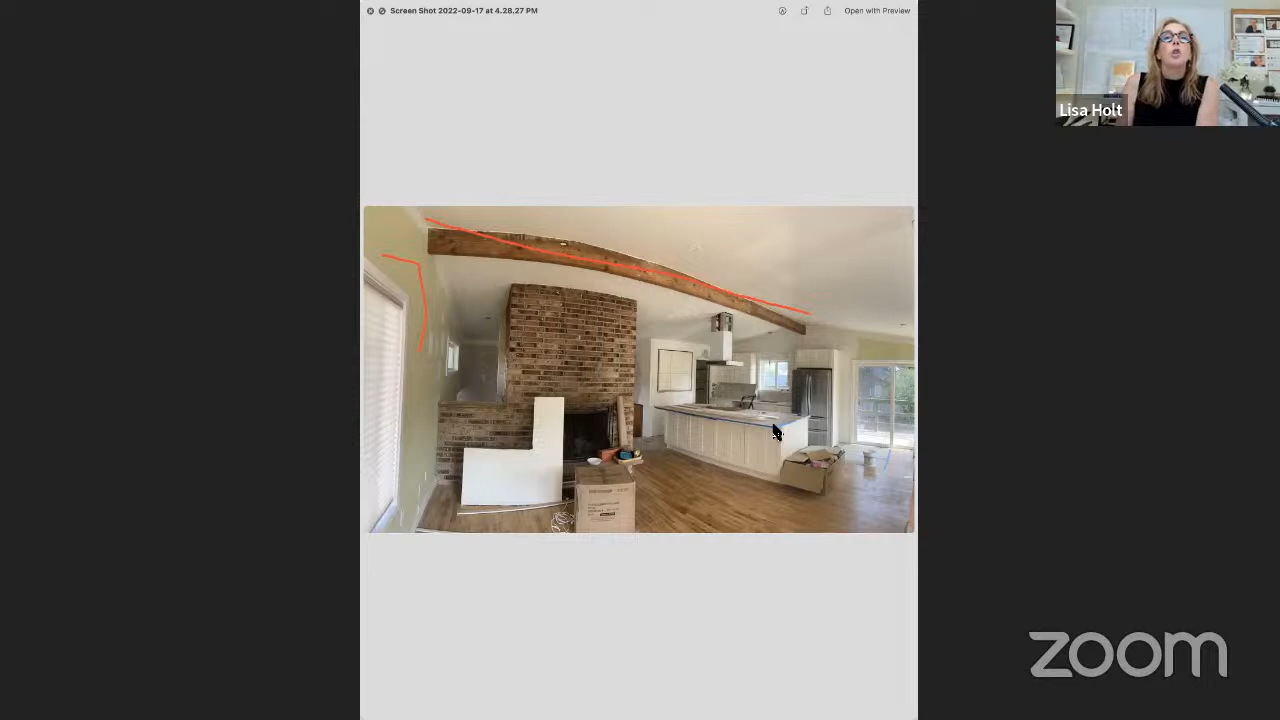 Screen Shot 2022-09-17 at 4.28.27 PM
Open with Preview
Lisa Holt
zoom